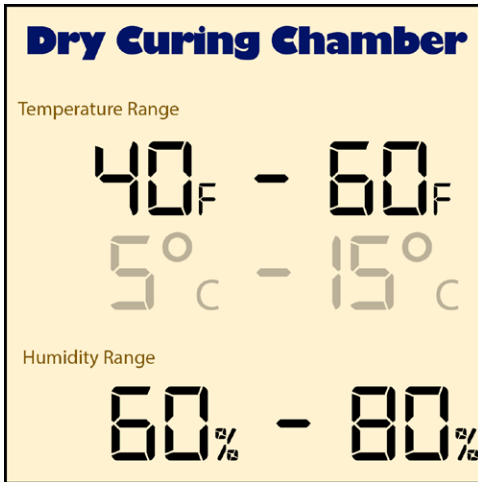 Dry Curing Chamber
Temperature Range
40F - 60F
5°C - 15°C
Humidity Range
60% - 80%